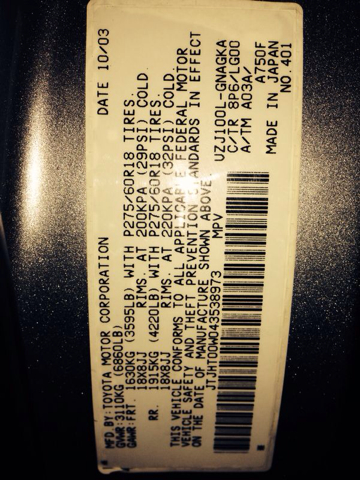 MFD.BY:TOYOTA MOTOR CORPORATION DATE 10/03
GVWR:3110KG (6860LB)
GAWR:FRT. 1630KG (3595LB) WITH P275/60R18 TIRES.
18X8JJ RIMS. AT 200KPA (29PSI) COLD.
RR. 1915KG (4220LB) WITH P275/60R18 TIRES.
18X8JJ RIMS. AT 220KPA (32PSI) COLD.
THIS VEHICLE CONFORMS TO ALL APPLICABLE FEDERAL MOTOR
VEHICLE SAFETY AND THEFT PREVENTION STANDARDS IN EFFECT
ON THE DATE OF MANUFACTURE SHOWN ABOVE.
JTJHT00W043538973 MPV
UZJ100L-GNAGKA
C/TR 8P6/LG00
A/TM A03A/
A750F
MADE IN JAPAN
NO.401